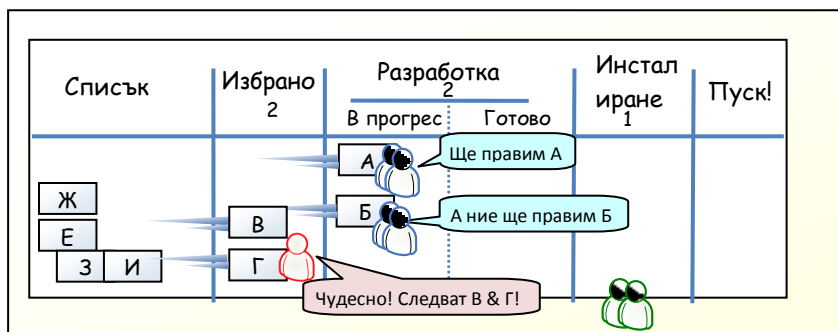 Списък
Избрано
2
Разработка
2
В прогрес
Готово
Инстал
иране
1
Пуск!
А
Ще правим А
Ж
Б
А ние ще правим Б
В
Е
З
И
Г
Чудесно! Следват В & Г!